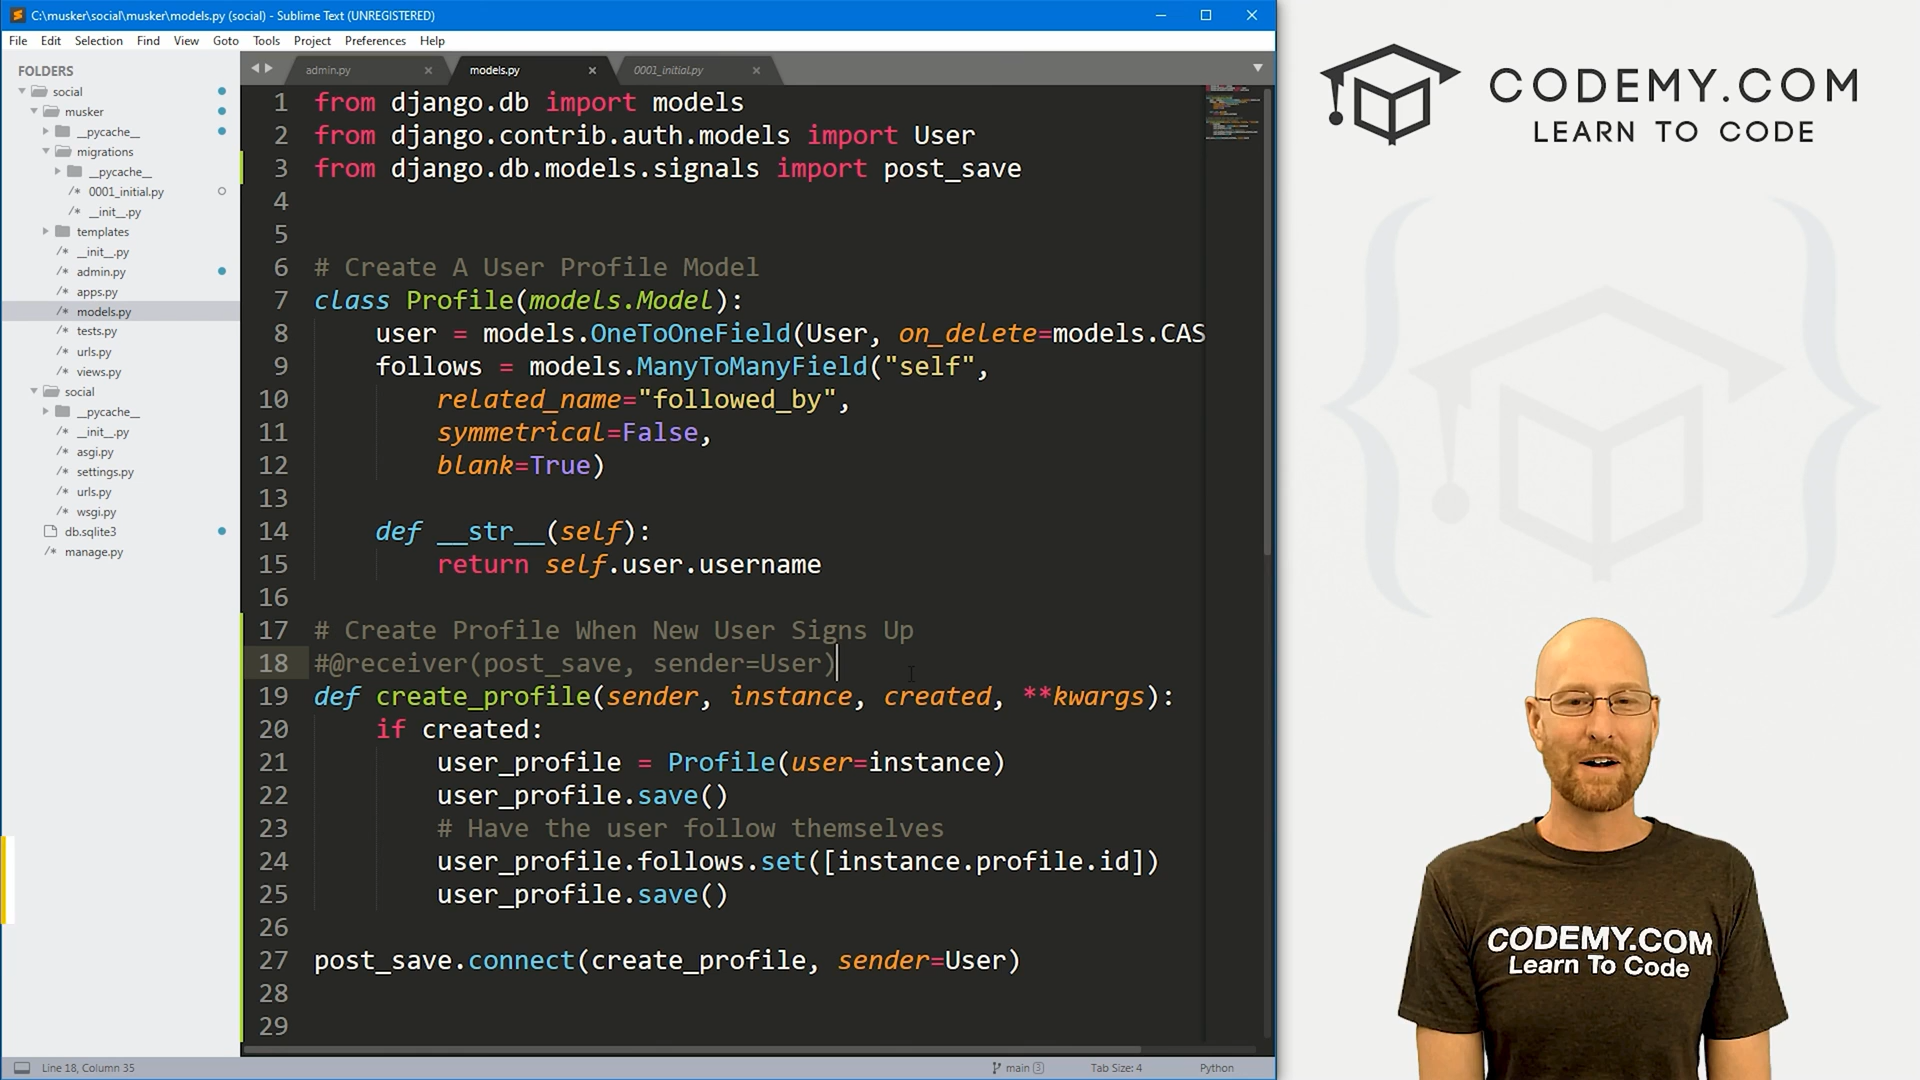 C:\musker\social\musker\models.py (social) - Sublime Text (UNREGISTERED)
File Edit Selection Find View Goto Tools Project Preferences Help
FOLDERS
social
musker
__pycache__
migrations
__pycache__
/* 0001_initial.py
/* __init__.py
templates
/* __init__.py
/* admin.py
/* apps.py
/* models.py
/* tests.py
/* urls.py
/* views.py
social
__pycache__
/* __init__.py
/* asgi.py
/* settings.py
/* urls.py
/* wsgi.py
db.sqlite3
/* manage.py
admin.py models.py 0001_initial.py
1 from django.db import models
2 from django.contrib.auth.models import User
3 from django.db.models.signals import post_save
4
5
6 # Create A User Profile Model
7 class Profile(models.Model):
8 user = models.OneToOneField(User, on_delete=models.CAS
9 follows = models.ManyToManyField("self",
10 related_name="followed_by",
11 symmetrical=False,
12 blank=True)
13
14 def __str__(self):
15 return self.user.username
16
17 # Create Profile When New User Signs Up
18 #@receiver(post_save, sender=User)
19 def create_profile(sender, instance, created, **kwargs):
20 if created:
21 user_profile = Profile(user=instance)
22 user_profile.save()
23 # Have the user follow themselves
24 user_profile.follows.set([instance.profile.id])
25 user_profile.save()
26
27 post_save.connect(create_profile, sender=User)
28
29
Line 18, Column 35
main 3
Tab Size: 4
Python
CODEMY.COM
LEARN TO CODE
CODEMY.COM
Learn To Code